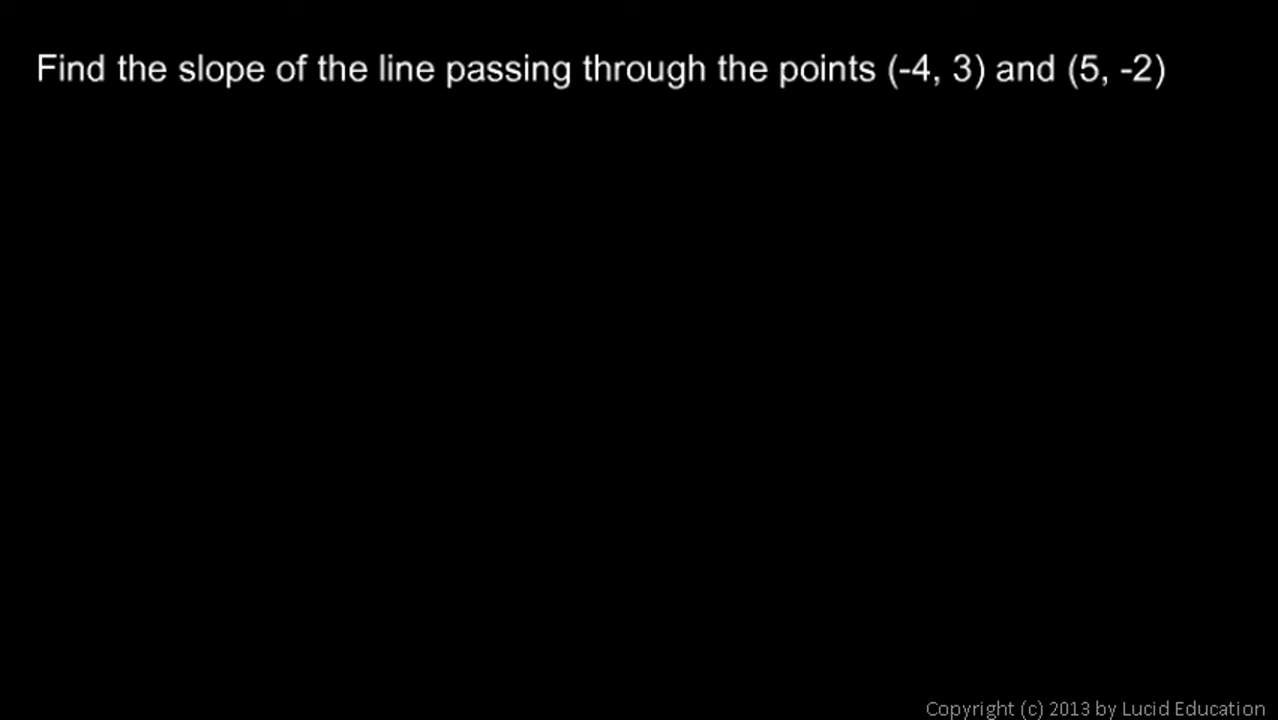 Find the slope of the line passing through the points (-4, 3) and (5, -2)
Copyright (c) 2013 by Lucid Education